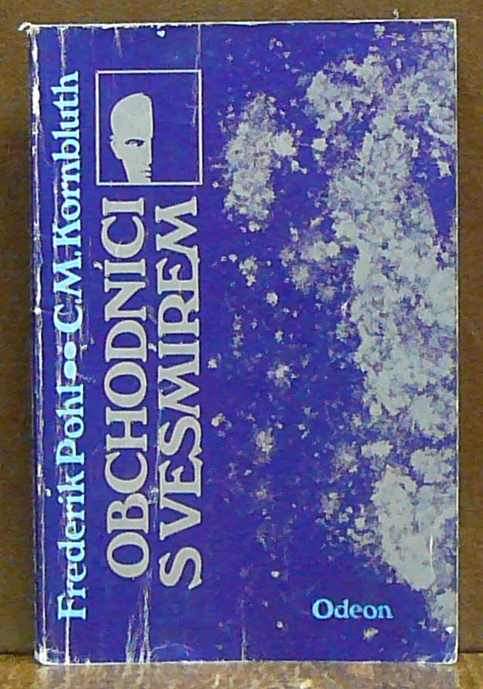 Frederik Pohl •• C.M.Kornbluth
OBCHODNÍCI
S VESMÍREM
Odeon